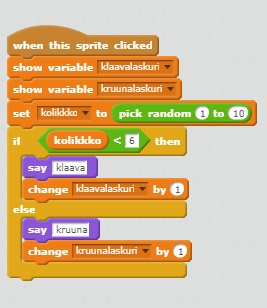 when this sprite clicked
show variable klaavalaskuri
show variable kruunalaskuri
set kolikkko to pick random 1 to 10
if kolikkko < 6 then
say klaava
change klaavalaskuri by 1
else
say kruuna
change kruunalaskuri by 1